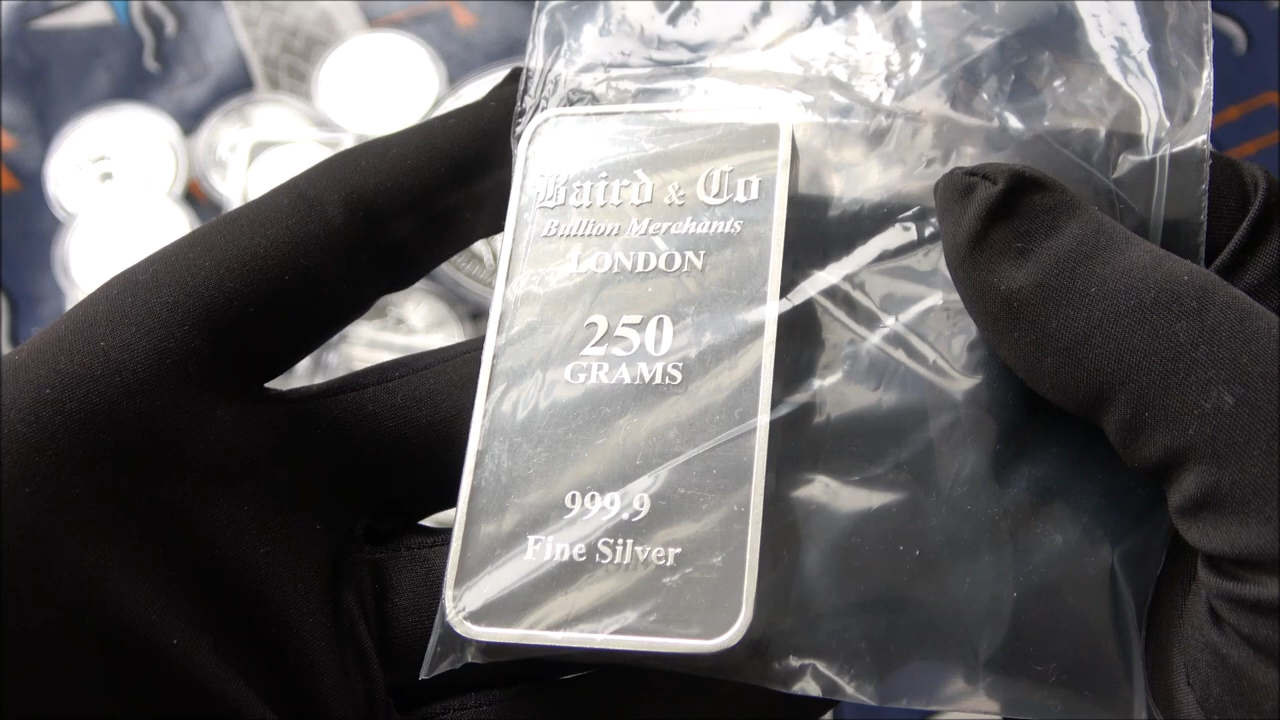 Baird & Co
Bullion Merchants
LONDON
250
GRAMS
999.9
Fine Silver